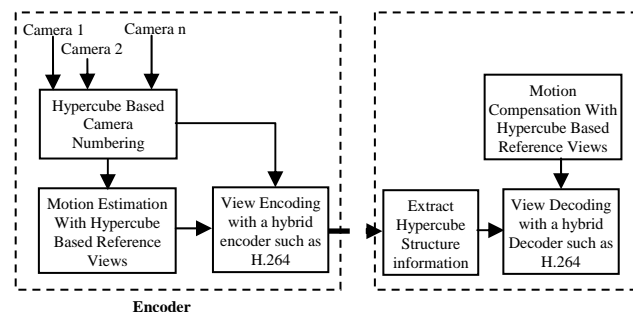 Camera 1
Camera 2
Camera n
Hypercube Based
Camera
Numbering
Motion Estimation
With Hypercube
Based Reference
Views
View Encoding
with a hybrid
encoder such as
H.264
Encoder
Extract
Hypercube
Structure
information
Motion
Compensation With
Hypercube Based
Reference Views
View Decoding
with a hybrid
Decoder such as
H.264